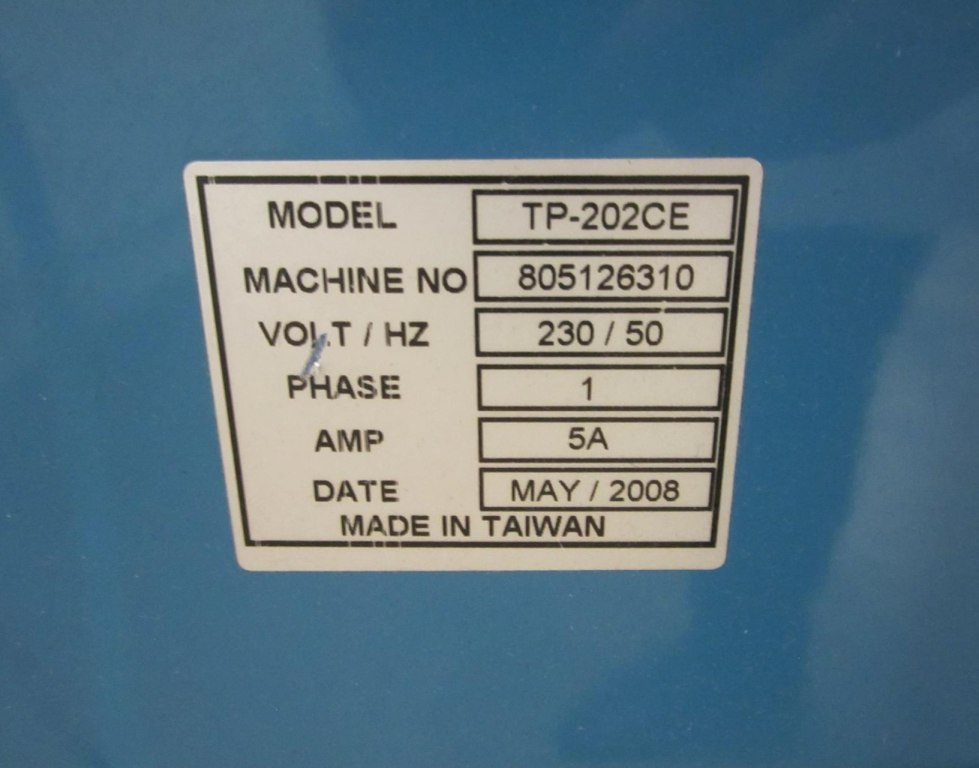 MODEL TP-202CE
MACHINE NO 805126310
VOLT / HZ 230 / 50
PHASE 1
AMP 5A
DATE MAY / 2008
MADE IN TAIWAN